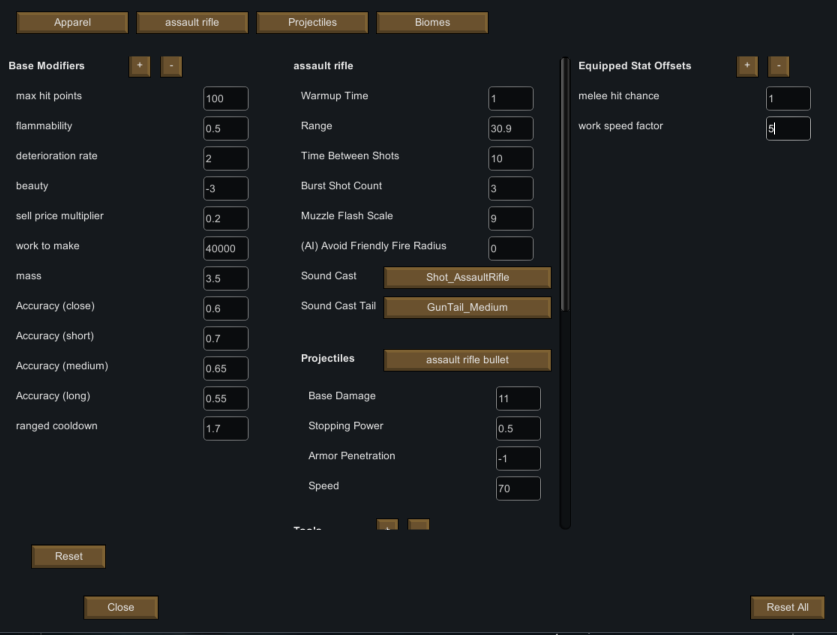 Apparel assault rifle Projectiles Biomes
Base Modifiers + -
max hit points 100
flammability 0.5
deterioration rate 2
beauty -3
sell price multiplier 0.2
work to make 40000
mass 3.5
Accuracy (close) 0.6
Accuracy (short) 0.7
Accuracy (medium) 0.65
Accuracy (long) 0.55
ranged cooldown 1.7
assault rifle
Warmup Time 1
Range 30.9
Time Between Shots 10
Burst Shot Count 3
Muzzle Flash Scale 9
(AI) Avoid Friendly Fire Radius 0
Sound Cast Shot_AssaultRifle
Sound Cast Tail GunTail_Medium
Projectiles assault rifle bullet
Base Damage 11
Stopping Power 0.5
Armor Penetration -1
Speed 70
Tools +
Equipped Stat Offsets + -
melee hit chance 1
work speed factor 5
Reset
Close Reset All